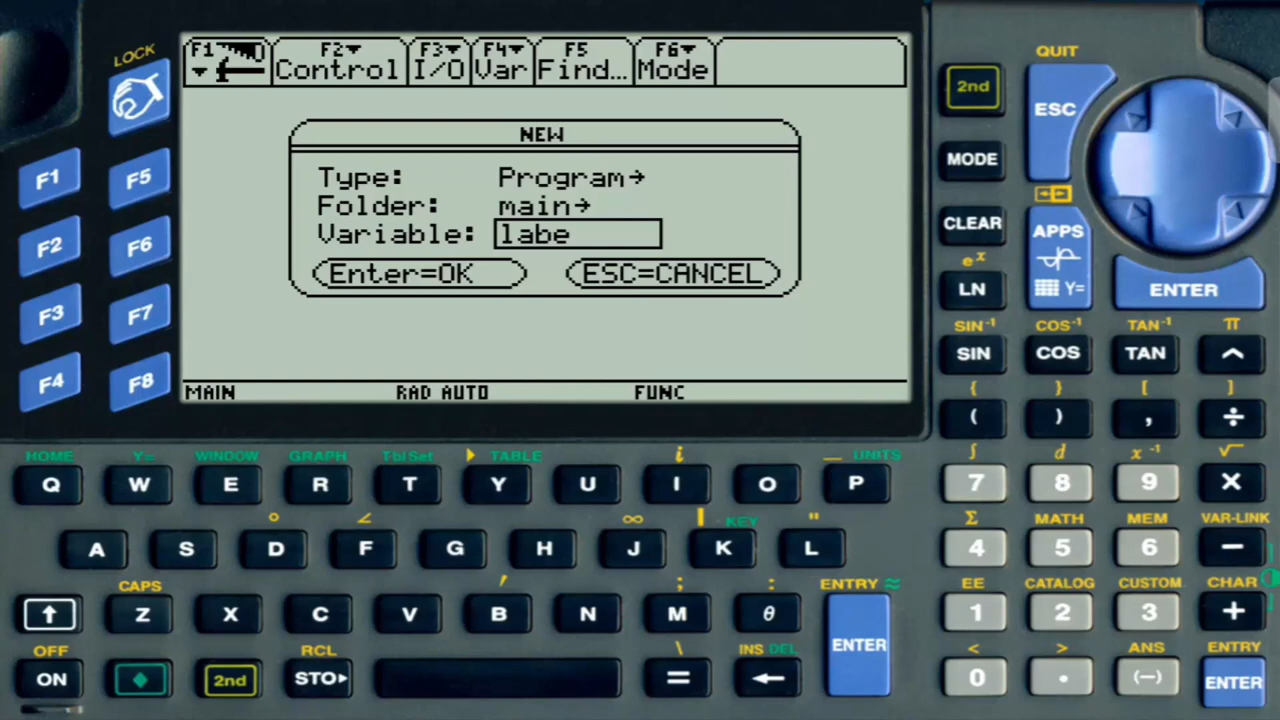 QUIT
LOCK
F1 F2 F3 F4 F5 F6
Control I/O Var Find... Mode
2nd ESC
NEW
Type: Program→
Folder: main→
Variable: labe
Enter=OK ESC=CANCEL
MAIN RAD AUTO FUNC
F1 F5
F2 F6
F3 F7
F4 F8
MODE
CLEAR APPS
eˣ
LN Y= ENTER
SIN⁻¹ COS⁻¹ TAN⁻¹ π
SIN COS TAN ^
{ } [ ]
( ) , ÷
HOME Y= WINDOW GRAPH TblSet TABLE i _ UNITS ∫ d x⁻¹ √
Q W E R T Y U I O P 7 8 9 X
° ∠ ∞ | KEY " Σ MATH MEM VAR-LINK
A S D F G H J K L 4 5 6 −
CAPS ' ; : ENTRY ≈ EE CATALOG CUSTOM CHAR
↑ Z X C V B N M θ ENTER 1 2 3 +
OFF RCL \ INS DEL < > ANS ENTRY
ON ◆ 2nd STO▶ = ← 0 . (−) ENTER